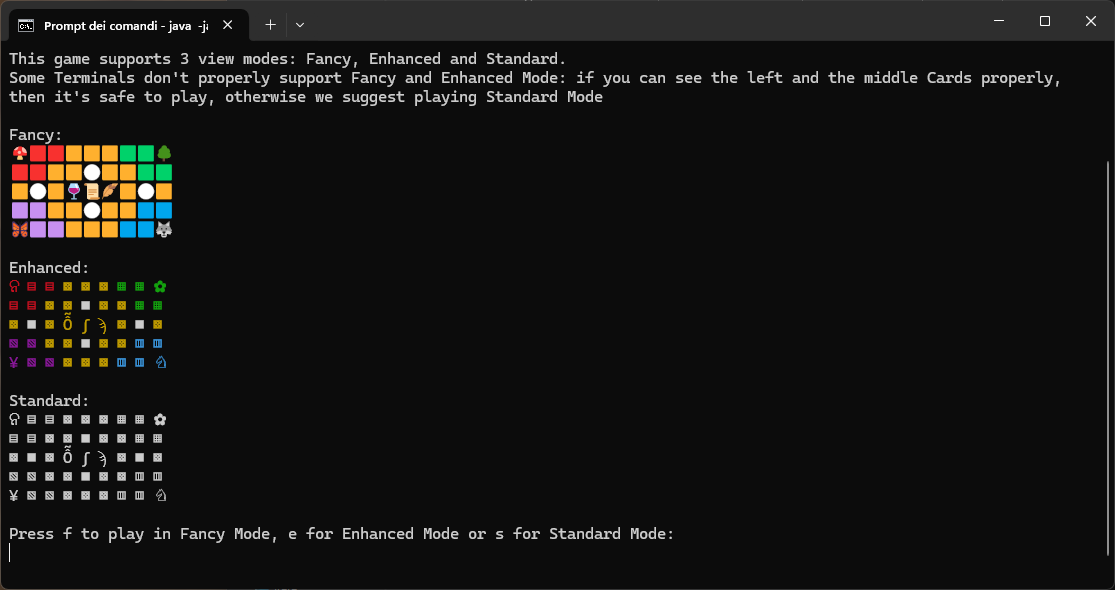 Prompt dei comandi - java -ja
This game supports 3 view modes: Fancy, Enhanced and Standard.
Some Terminals don't properly support Fancy and Enhanced Mode: if you can see the left and the middle Cards properly,
then it's safe to play, otherwise we suggest playing Standard Mode
Fancy:
🍄🟥🟥🟧🟧🟧🟩🟩🌳
🟥🟥🟧🟧⚪🟧🟧🟩🟩
🟧⚪🟧🍷📜🪶🟧⚪🟧
🟪🟪🟧🟧⚪🟧🟧🟦🟦
🦋🟪🟪🟧🟧🟧🟦🟦🐺
Enhanced:
ʠ ▤ ▤ ▩ ▩ ▩ ▦ ▦ ✿
▤ ▤ ▩ ▩ ■ ▩ ▩ ▦ ▦
▩ ■ ▩ Ȭ ʃ ϡ ▩ ■ ▩
▧ ▧ ▩ ▩ ■ ▩ ▩ ▥ ▥
¥ ▧ ▧ ▩ ▩ ▩ ▥ ▥ ♘
Standard:
ʠ ▤ ▤ ▩ ▩ ▩ ▦ ▦ ✿
▤ ▤ ▩ ▩ ■ ▩ ▩ ▦ ▦
▩ ■ ▩ Ȭ ʃ ϡ ▩ ■ ▩
▧ ▧ ▩ ▩ ■ ▩ ▩ ▥ ▥
¥ ▧ ▧ ▩ ▩ ▩ ▥ ▥ ♘
Press f to play in Fancy Mode, e for Enhanced Mode or s for Standard Mode: